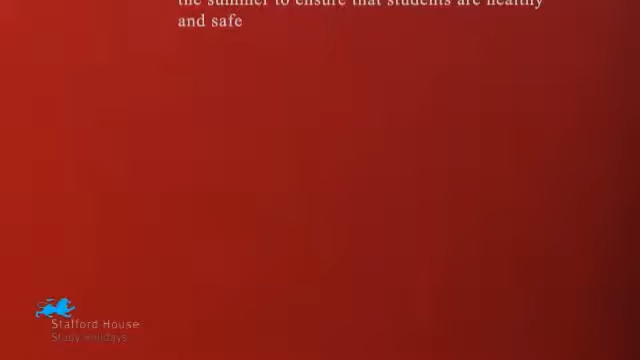 the summer to ensure that students are healthy
and safe
Stafford House
Study Holidays